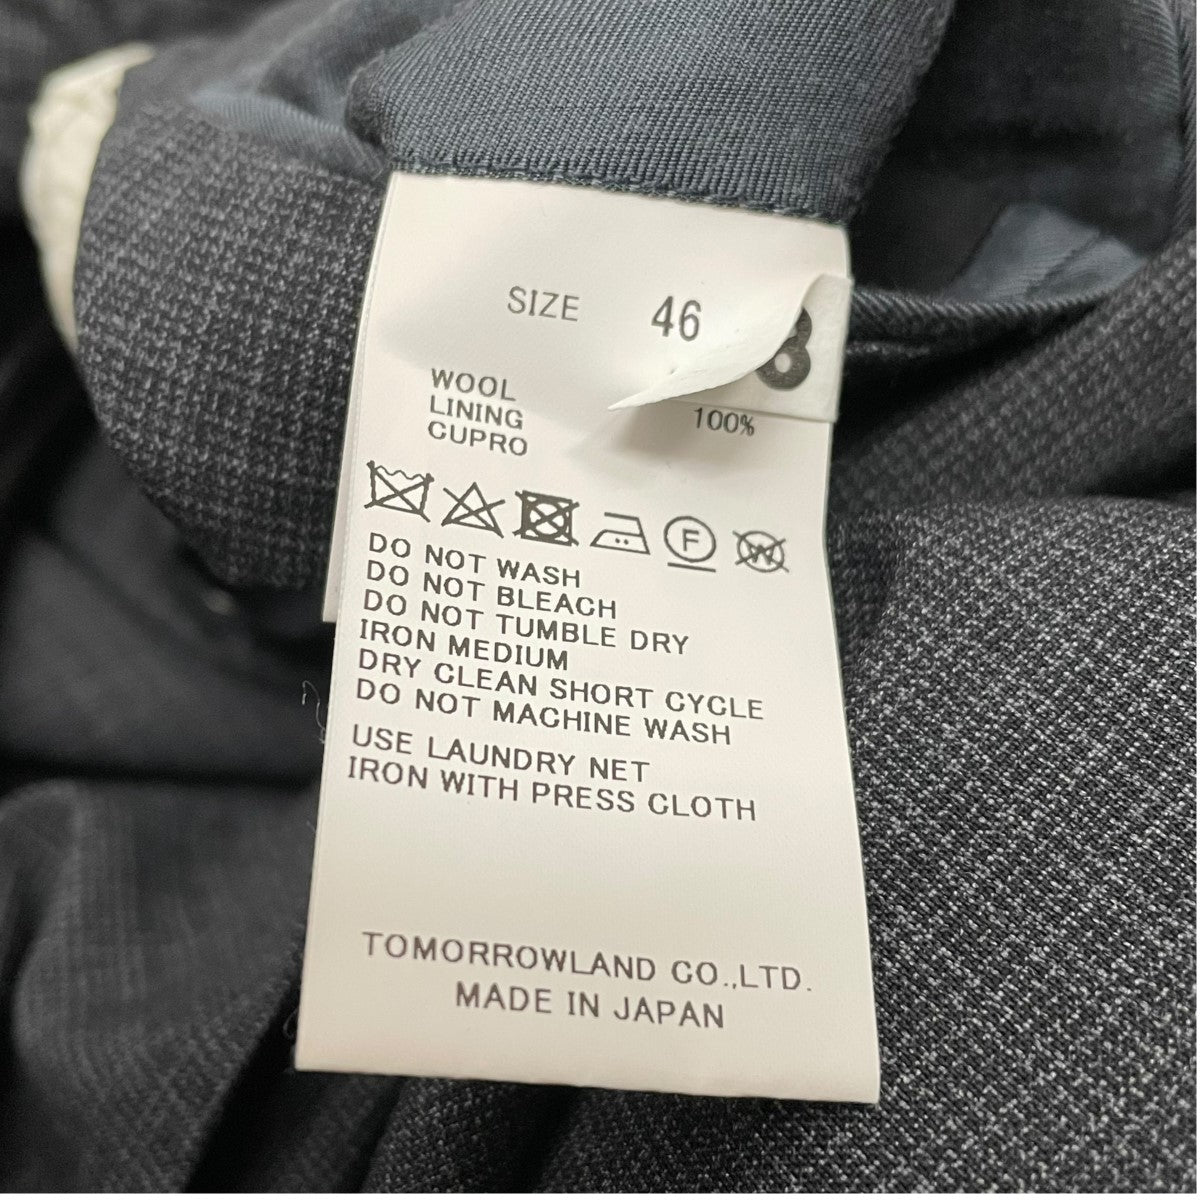 SIZE 46 8
WOOL
LINING
CUPRO 100%
F W
DO NOT WASH
DO NOT BLEACH
DO NOT TUMBLE DRY
IRON MEDIUM
DRY CLEAN SHORT CYCLE
DO NOT MACHINE WASH
USE LAUNDRY NET
IRON WITH PRESS CLOTH
TOMORROWLAND CO.,LTD.
MADE IN JAPAN